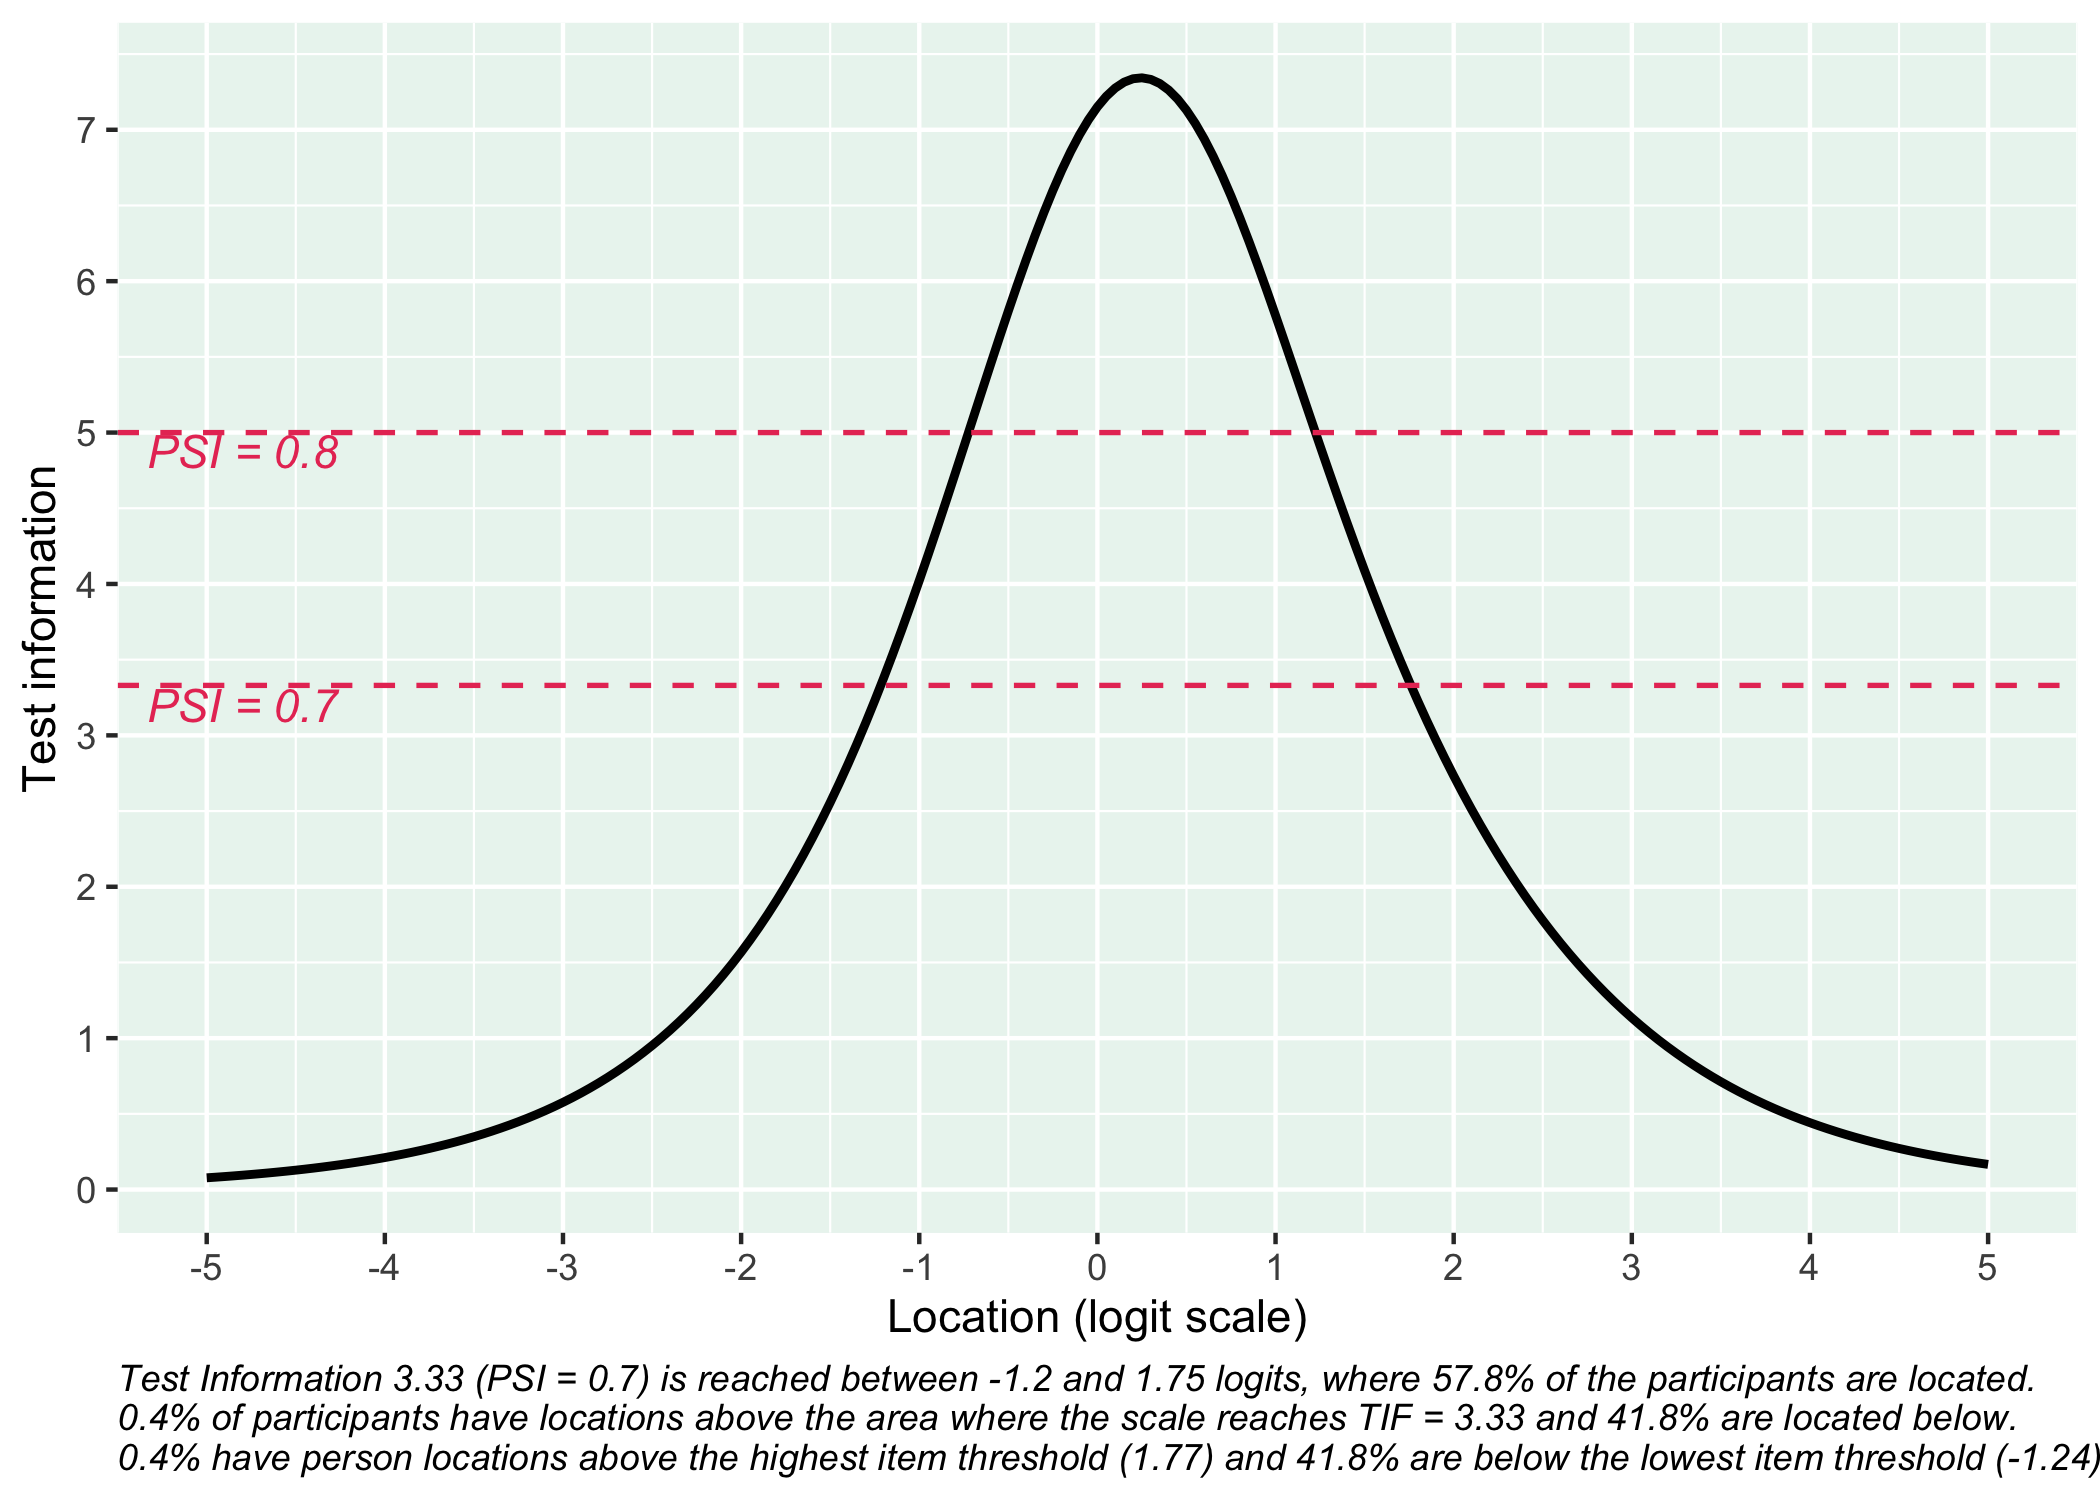 7
6
5
PSI = 0.8
4
PSI = 0.7
3
2
1
0
Test information
-5 -4 -3 -2 -1 0 1 2 3 4 5
Location (logit scale)
Test Information 3.33 (PSI = 0.7) is reached between -1.2 and 1.75 logits, where 57.8% of the participants are located.
0.4% of participants have locations above the area where the scale reaches TIF = 3.33 and 41.8% are located below.
0.4% have person locations above the highest item threshold (1.77) and 41.8% are below the lowest item threshold (-1.24)